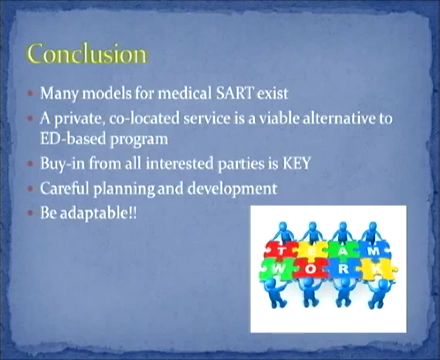 Conclusion
Many models for medical SART exist
A private, co-located service is a viable alternative to
ED-based program
Buy-in from all interested parties is KEY
Careful planning and development
Be adaptable!!
TEAM
WORK